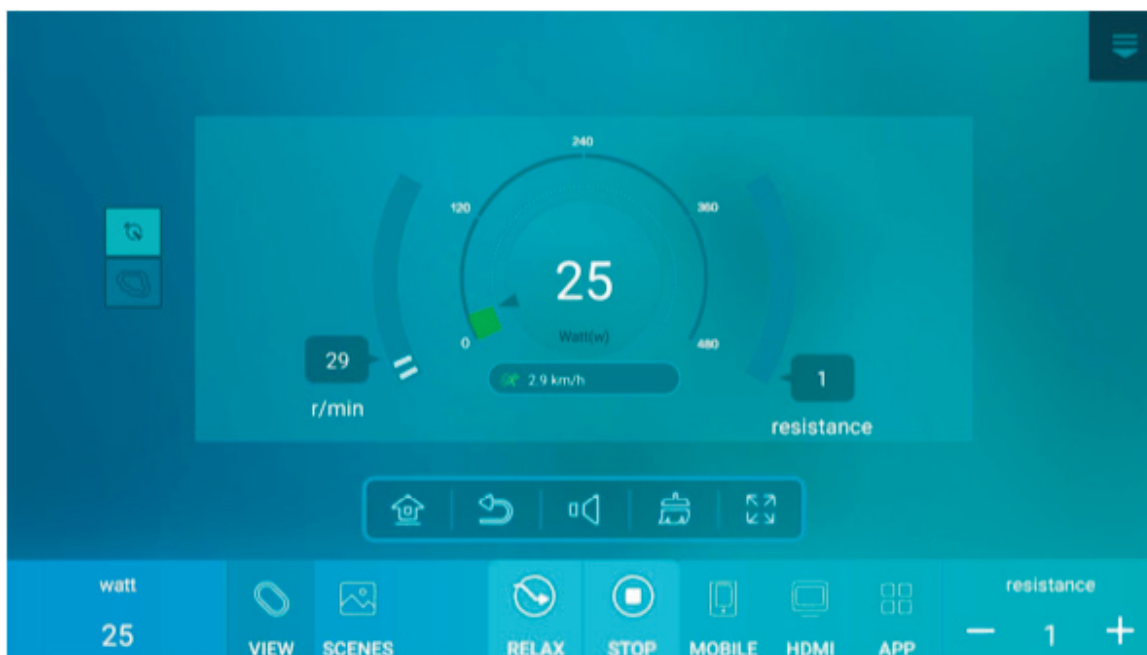 240
120
360
25
0
Watt(w)
480
29
2.9 km/h
1
r/min
resistance
watt
resistance
25
VIEW
SCENES
RELAX
STOP
MOBILE
HDMI
APP
1